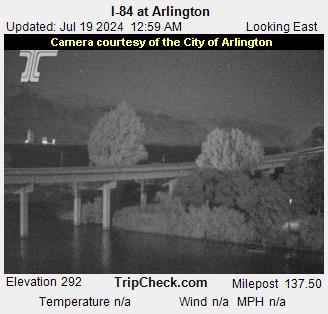 I-84 at Arlington
Updated: Jul 19 2024 12:59 AM Looking East
Camera courtesy of the City of Arlington
Elevation 292 TripCheck.com Milepost 137.50
Temperature n/a Wind n/a MPH n/a